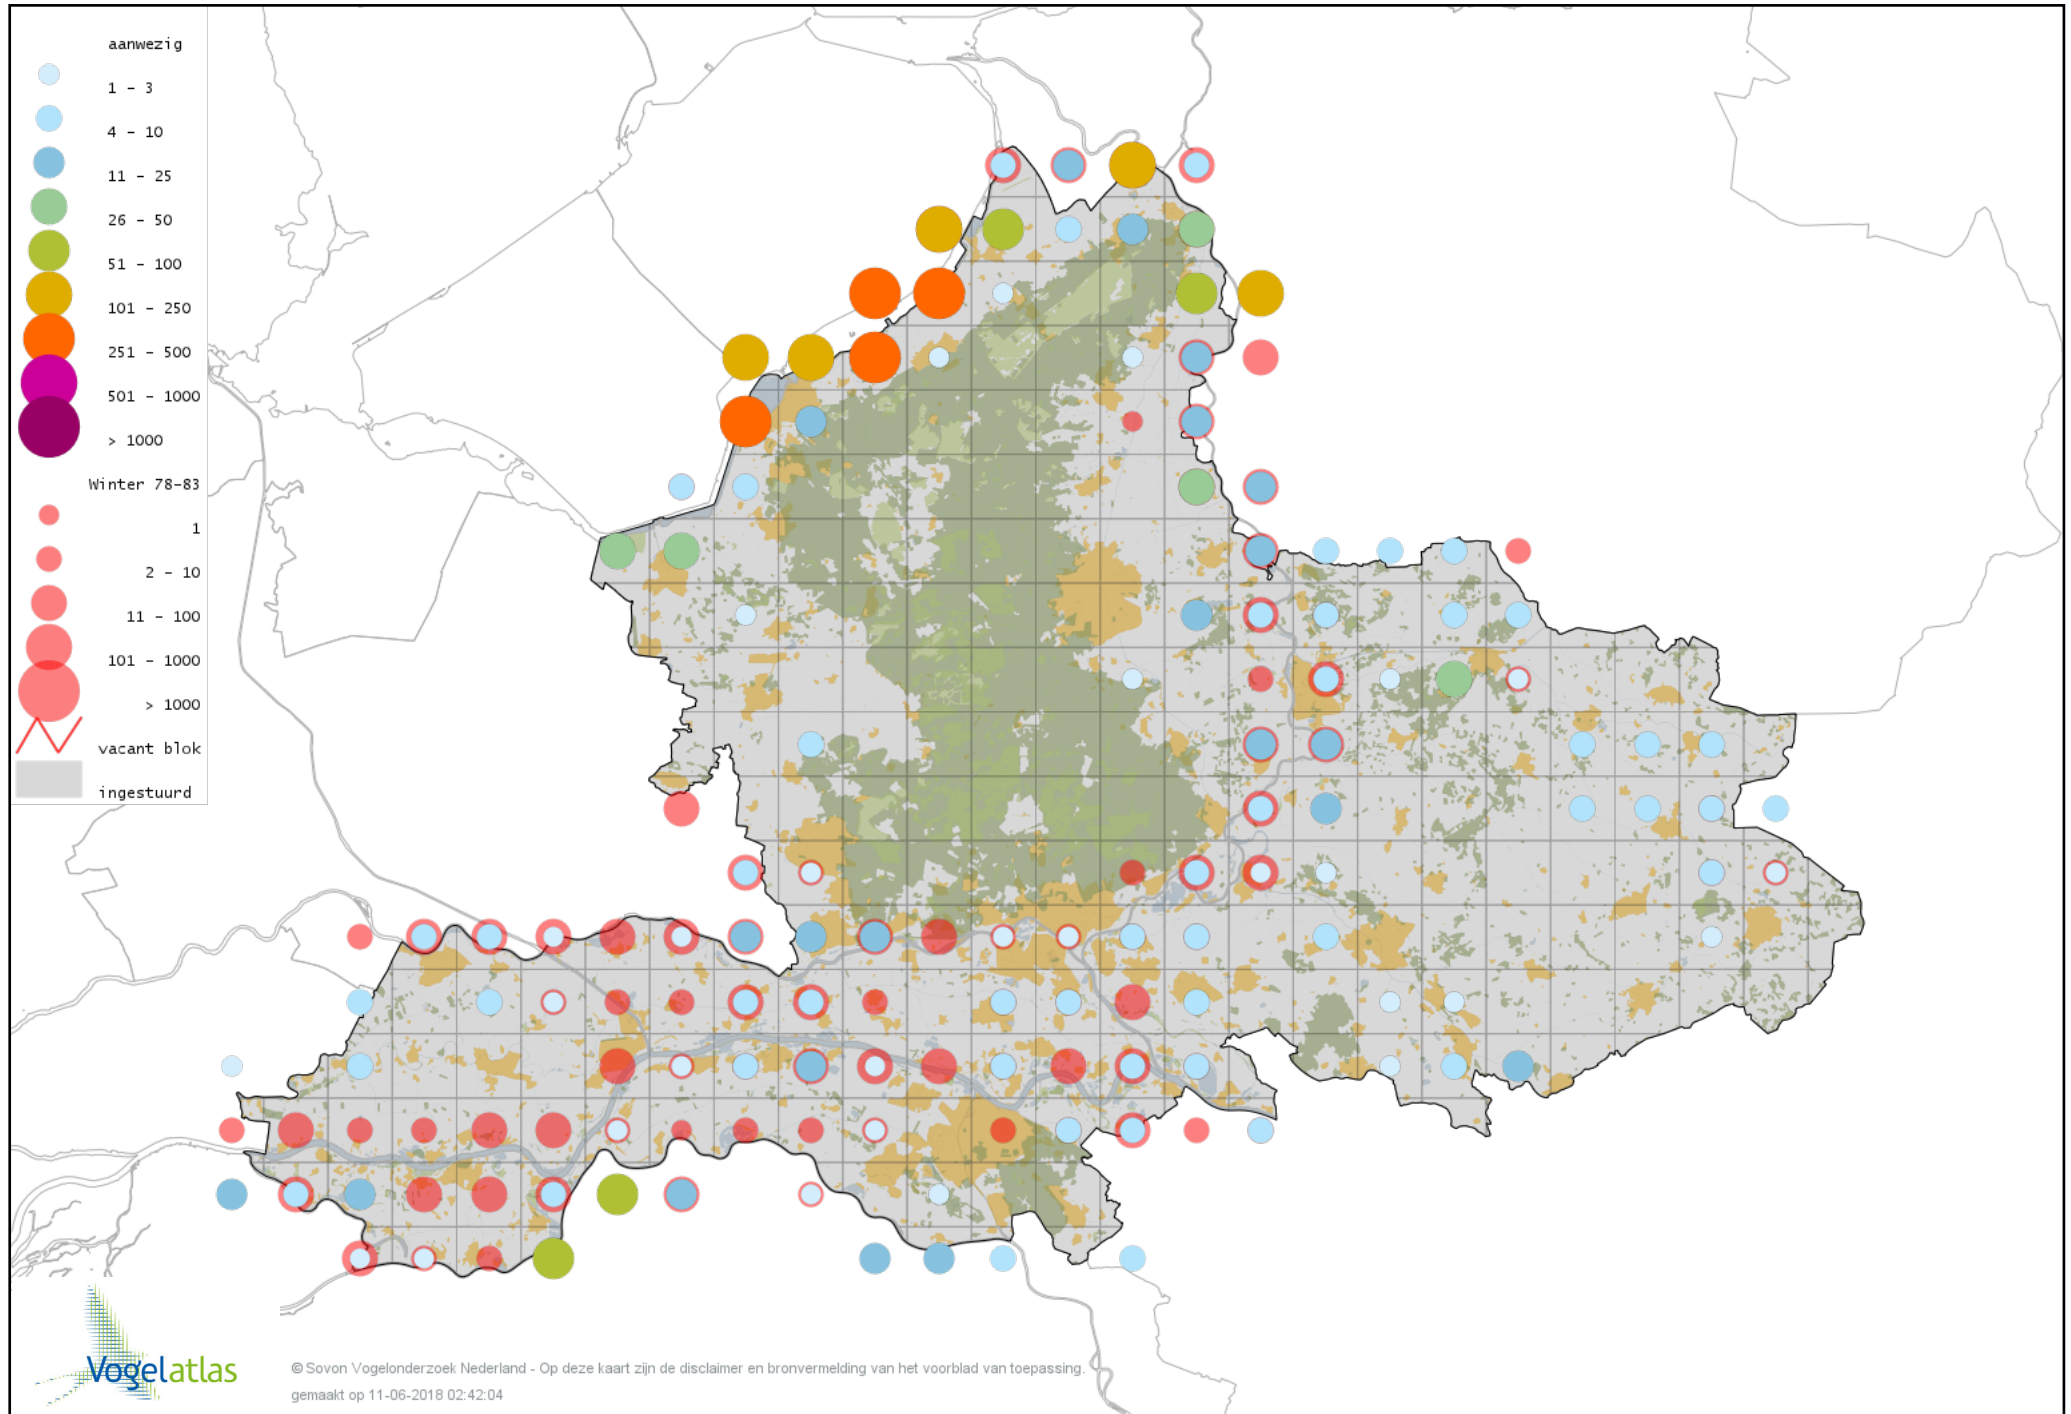 aanwezig
1 - 3
4 - 10
11 - 25
26 - 50
51 - 100
101 - 250
251 - 500
501 - 1000
> 1000
Winter 78-83
1
2 - 10
11 - 100
101 - 1000
> 1000
vacant blok
ingestuurd
Vogelatlas
© Sovon Vogelonderzoek Nederland - Op deze kaart zijn de disclaimer en bronvermelding van het voorblad van toepassing.
gemaakt op 11-06-2018 02:42:04